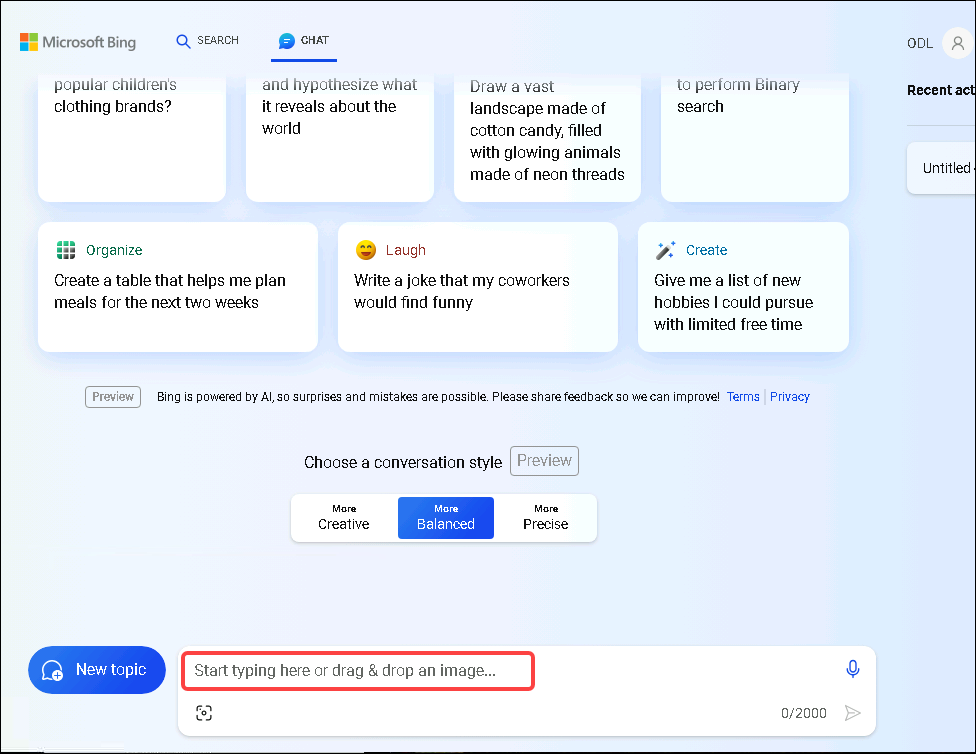 Microsoft Bing
SEARCH
CHAT
ODL
popular children's
clothing brands?
and hypothesize what
it reveals about the
world
Draw a vast
landscape made of
cotton candy, filled
with glowing animals
made of neon threads
to perform Binary
search
Recent act
Untitled
Organize
Create a table that helps me plan
meals for the next two weeks
Laugh
Write a joke that my coworkers
would find funny
Create
Give me a list of new
hobbies I could pursue
with limited free time
Preview
Bing is powered by AI, so surprises and mistakes are possible. Please share feedback so we can improve!
Terms
Privacy
Choose a conversation style
Preview
More
Creative
More
Balanced
More
Precise
New topic
Start typing here or drag & drop an image...
0/2000